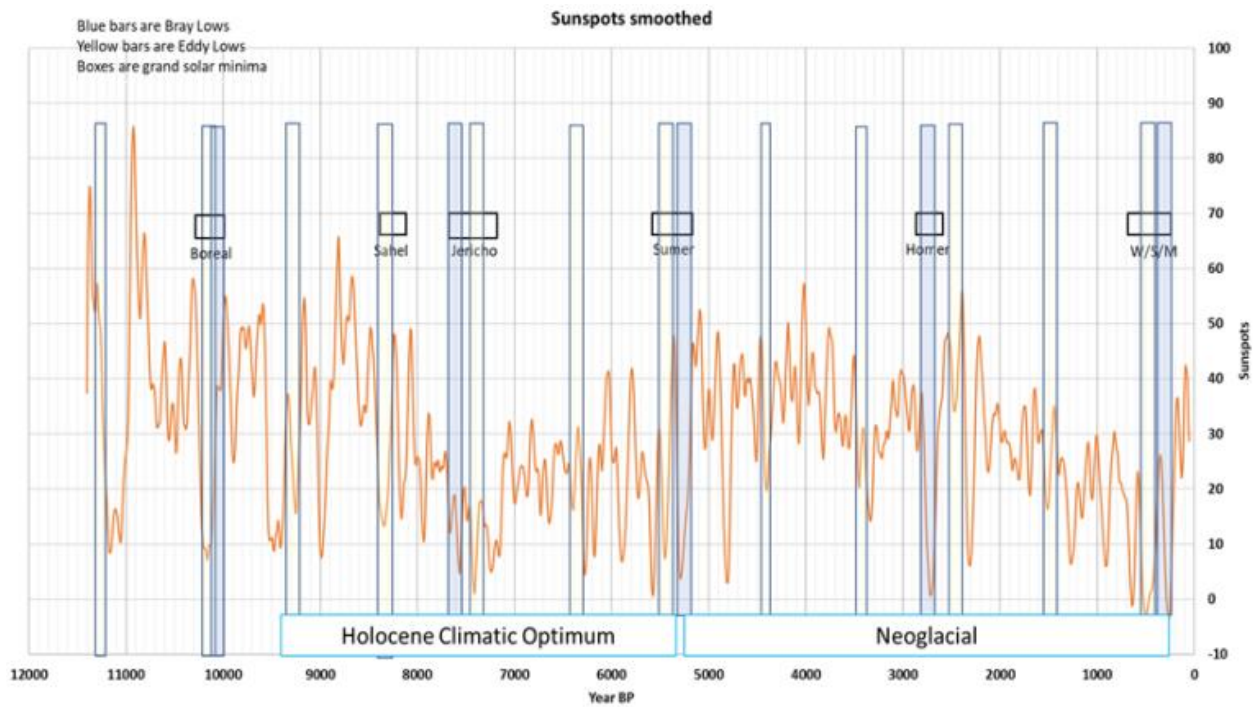 Sunspots smoothed
Blue bars are Bray Lows
Yellow bars are Eddy Lows
Boxes are grand solar minima
100
90
80
70
60
50
40
30
20
10
0
-10
Sunspots
Boreal
Sahel
Jericho
Sumer
Homer
W/S/M
Holocene Climatic Optimum
Neoglacial
12000 11000 10000 9000 8000 7000 6000 5000 4000 3000 2000 1000 0
Year BP